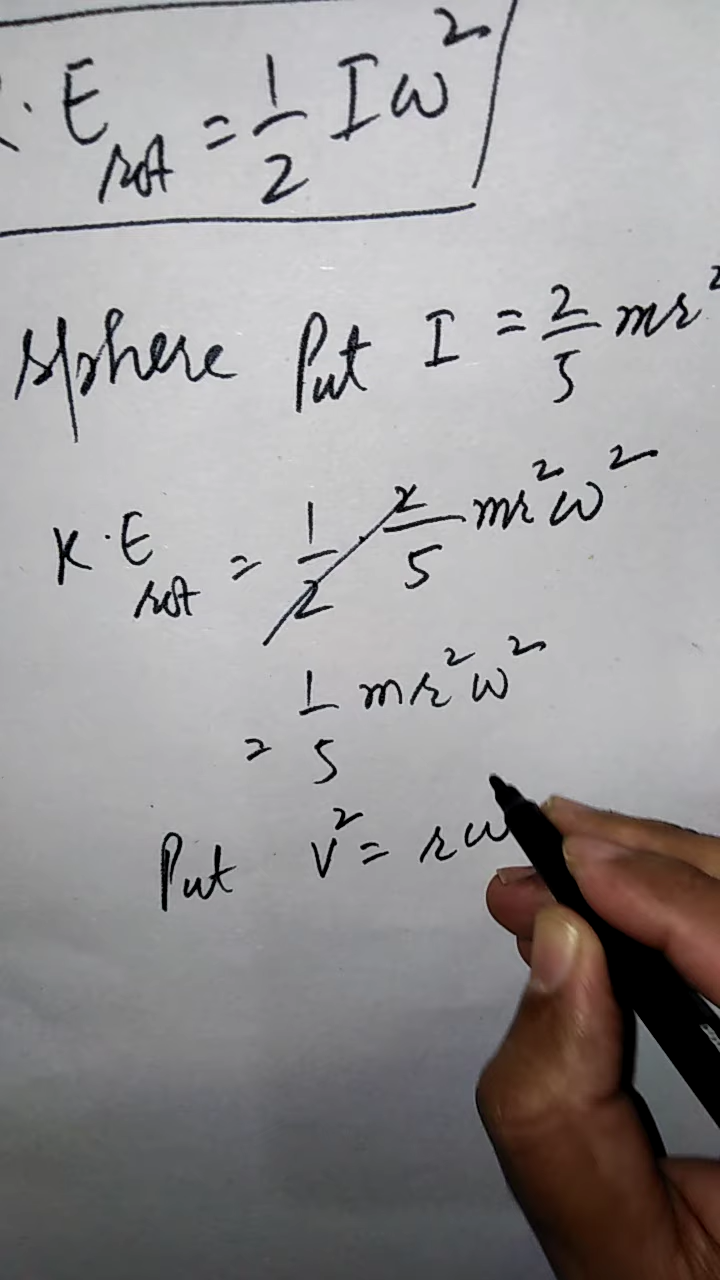 . E rot = 1/2 I ω²
sphere Put I = 2/5 mr²
K.E rot = 1/2 . 2/5 mr²ω²
= 1/5 mr²ω²
Put v² = rω